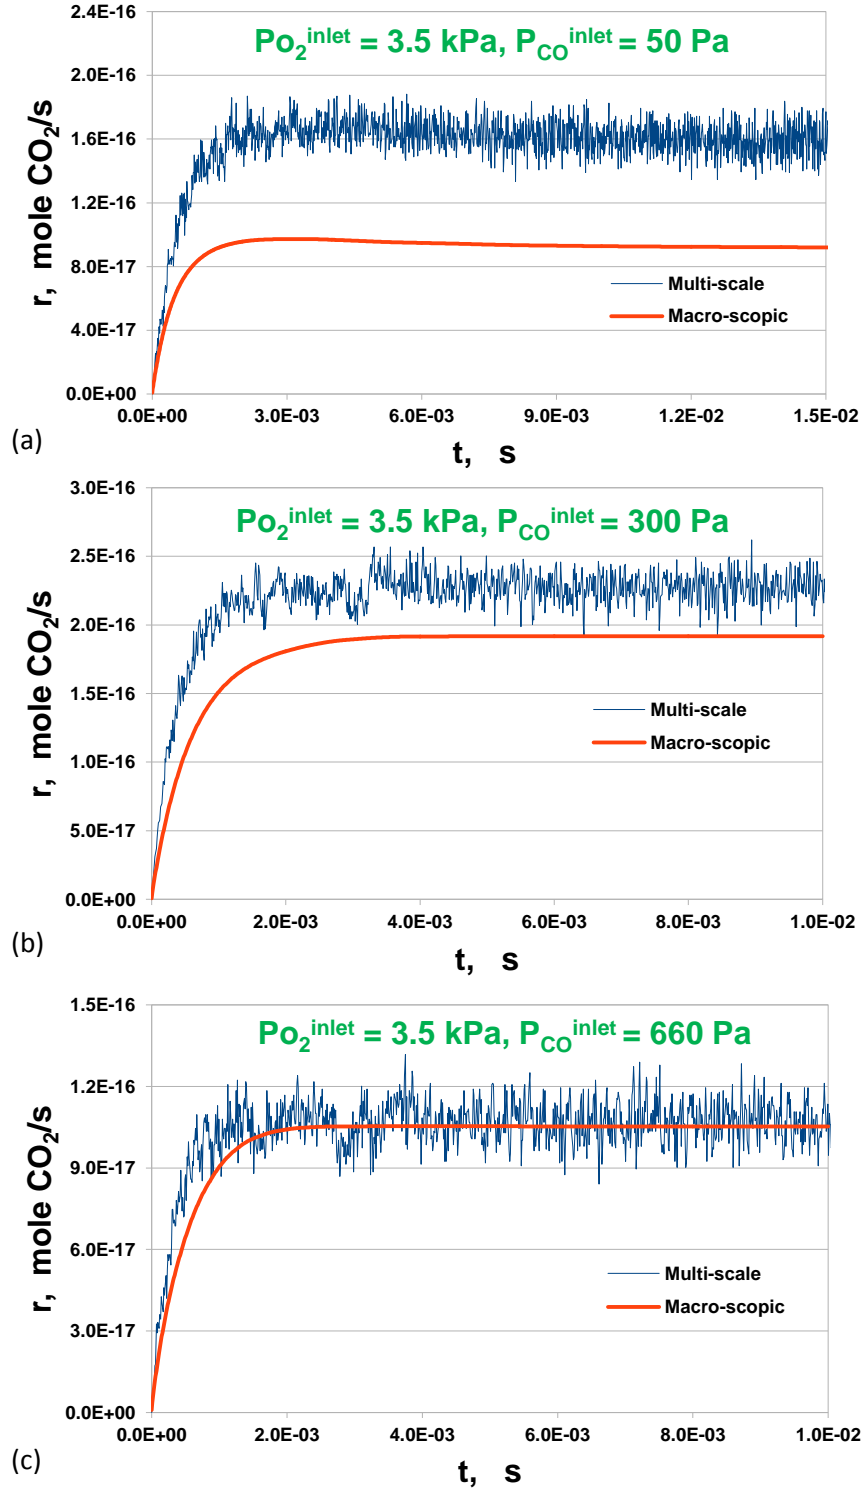 2.4E-16
Po₂ⁱⁿˡᵉᵗ = 3.5 kPa, P_COⁱⁿˡᵉᵗ = 50 Pa
2.0E-16
1.6E-16
1.2E-16
8.0E-17
4.0E-17
0.0E+00
r, mole CO₂/s
Multi-scale
Macro-scopic
0.0E+00 3.0E-03 6.0E-03 9.0E-03 1.2E-02 1.5E-02
(a)
t, s
3.0E-16
Po₂ⁱⁿˡᵉᵗ = 3.5 kPa, P_COⁱⁿˡᵉᵗ = 300 Pa
2.5E-16
2.0E-16
1.5E-16
1.0E-16
5.0E-17
0.0E+00
r, mole CO₂/s
Multi-scale
Macro-scopic
0.0E+00 2.0E-03 4.0E-03 6.0E-03 8.0E-03 1.0E-02
(b)
t, s
1.5E-16
Po₂ⁱⁿˡᵉᵗ = 3.5 kPa, P_COⁱⁿˡᵉᵗ = 660 Pa
1.2E-16
9.0E-17
6.0E-17
3.0E-17
0.0E+00
r, mole CO₂/s
Multi-scale
Macro-scopic
0.0E+00 2.0E-03 4.0E-03 6.0E-03 8.0E-03 1.0E-02
(c)
t, s